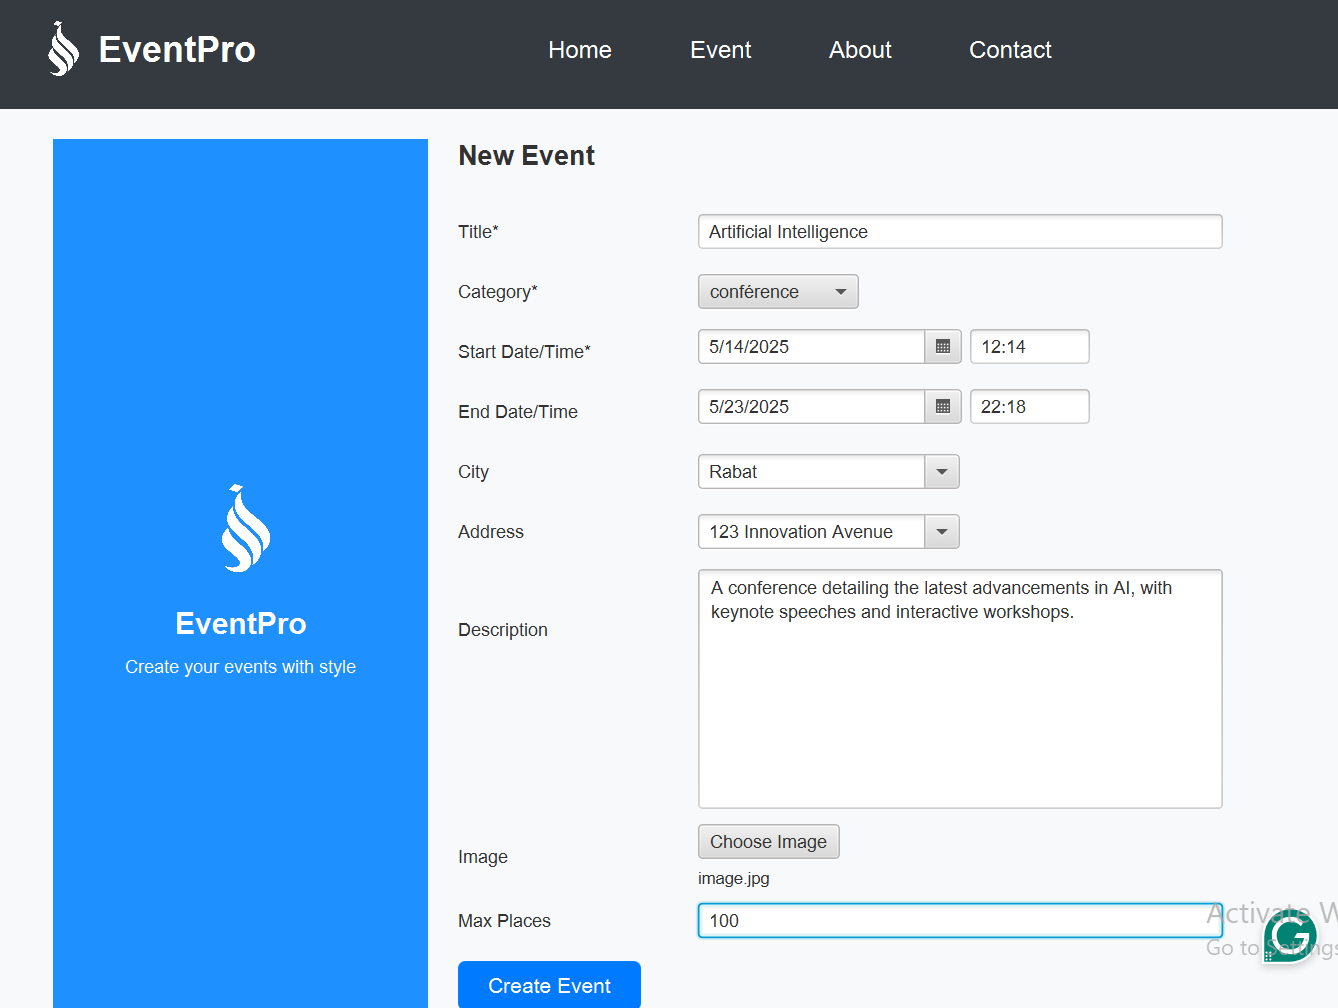 EventPro
Home Event About Contact
New Event
Title* Artificial Intelligence
Category* conférence
Start Date/Time* 5/14/2025 12:14
End Date/Time 5/23/2025 22:18
City Rabat
Address 123 Innovation Avenue
Description
A conference detailing the latest advancements in AI, with
keynote speeches and interactive workshops.
EventPro
Create your events with style
Image Choose Image
image.jpg
Max Places 100
Create Event
Activate W
Go to Settings